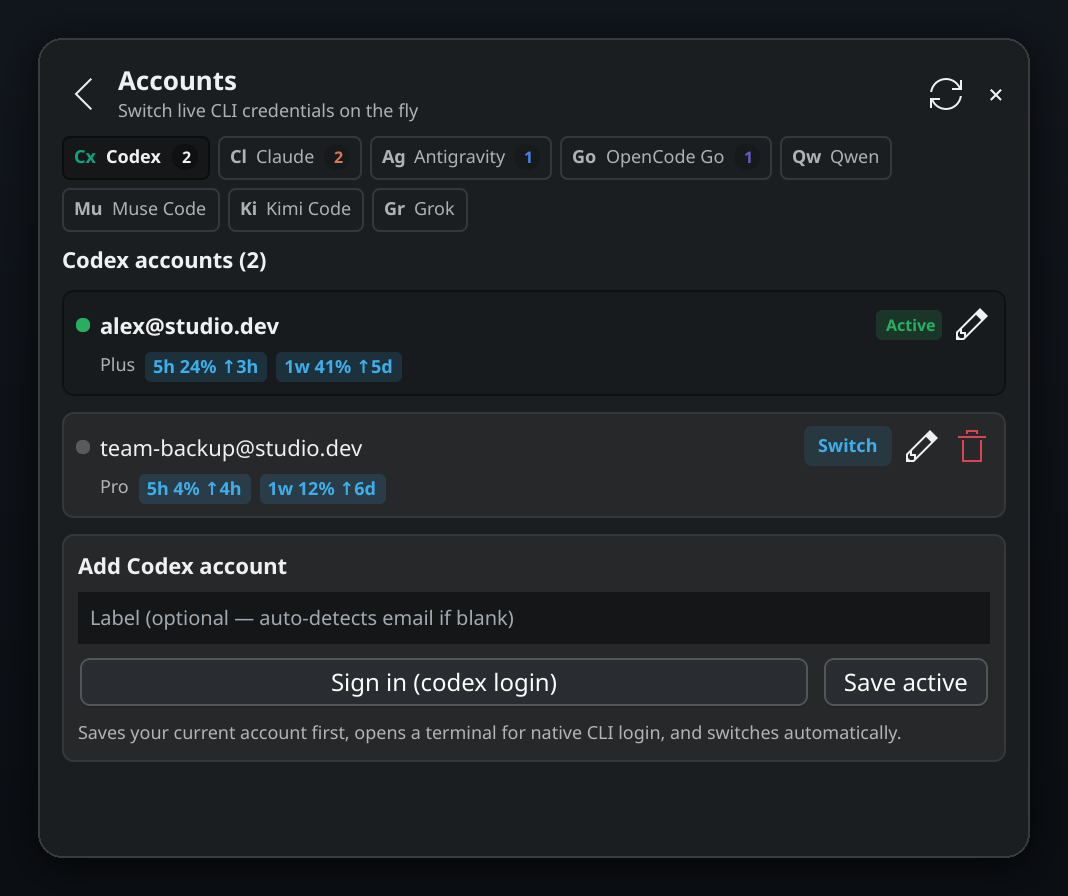 Accounts
Switch live CLI credentials on the fly
×
Cx Codex 2 Cl Claude 2 Ag Antigravity 1 Go OpenCode Go 1 Qw Qwen
Mu Muse Code Ki Kimi Code Gr Grok
Codex accounts (2)
alex@studio.dev Active
Plus 5h 24% ↑3h 1w 41% ↑5d
team-backup@studio.dev Switch
Pro 5h 4% ↑4h 1w 12% ↑6d
Add Codex account
Label (optional — auto-detects email if blank)
Sign in (codex login) Save active
Saves your current account first, opens a terminal for native CLI login, and switches automatically.